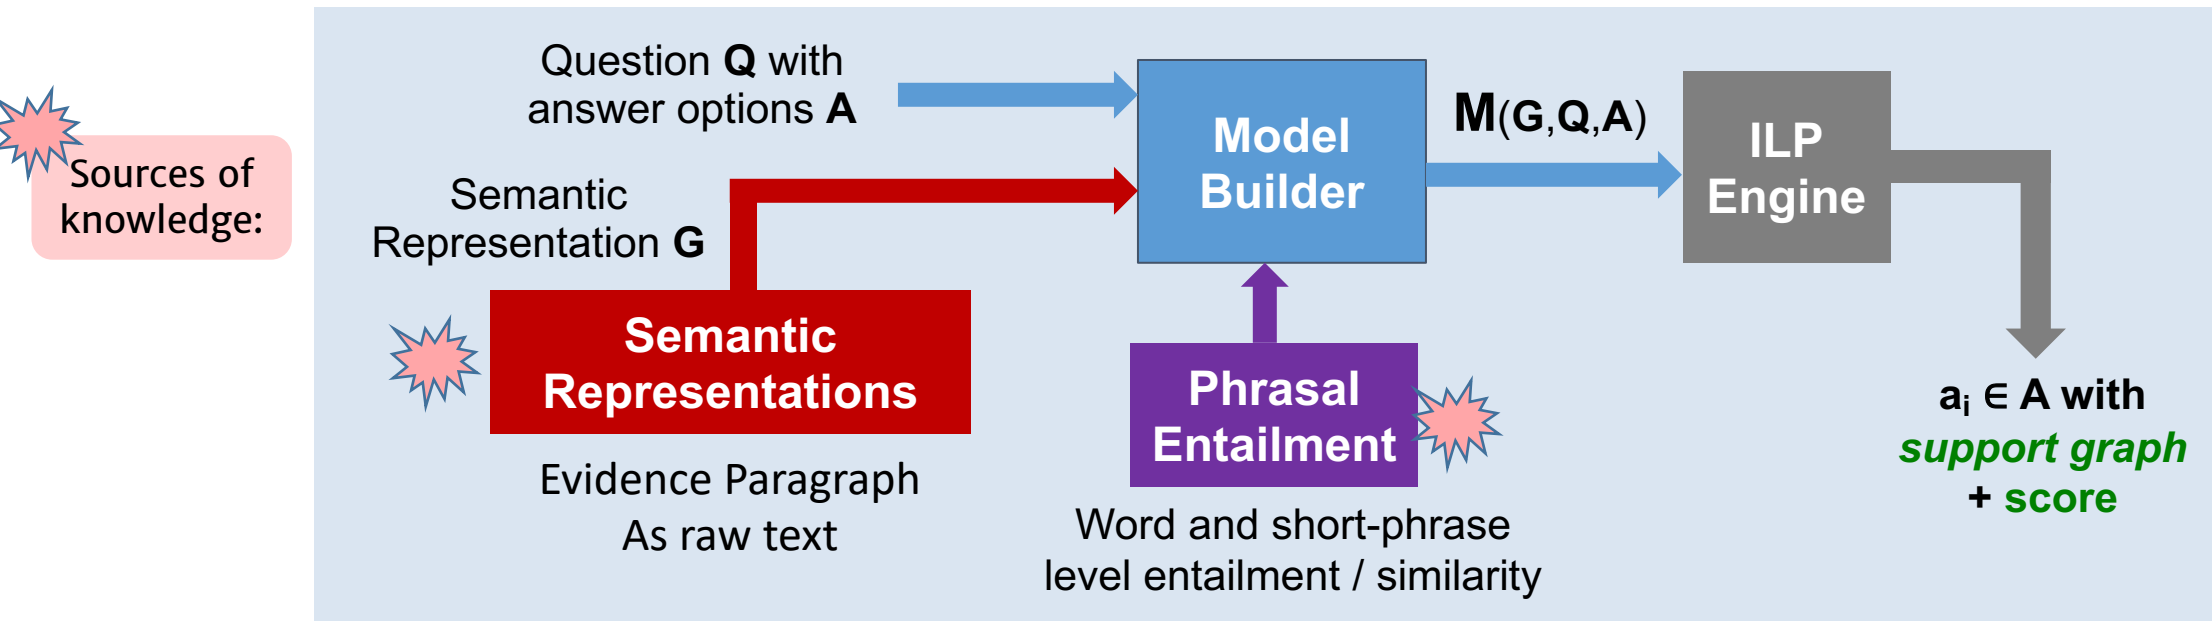 Sources of
knowledge:
Question Q with
answer options A
Semantic
Representation G
Semantic
Representations
Evidence Paragraph
As raw text
Model
Builder
Phrasal
Entailment
Word and short-phrase
level entailment / similarity
M(G,Q,A)
ILP
Engine
aᵢ ∈ A with
support graph
+ score